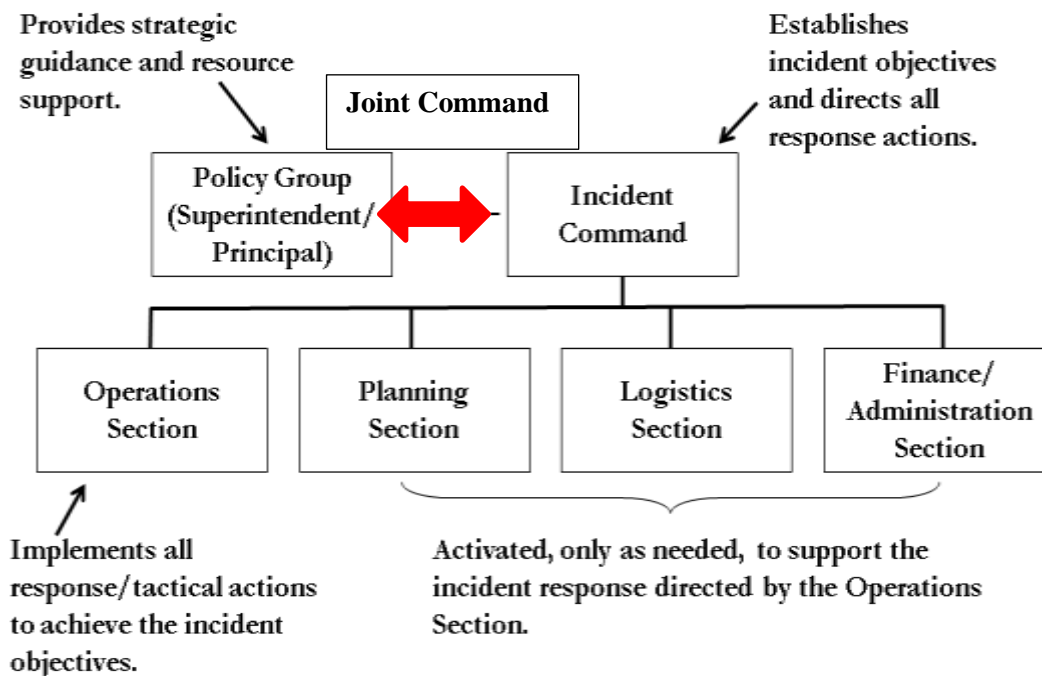 Provides strategic
guidance and resource
support.
Establishes
incident objectives
and directs all
response actions.
Joint Command
Policy Group
(Superintendent/
Principal)
Incident
Command
Operations
Section
Planning
Section
Logistics
Section
Finance/
Administration
Section
Implements all
response/tactical actions
to achieve the incident
objectives.
Activated, only as needed, to support the
incident response directed by the Operations
Section.